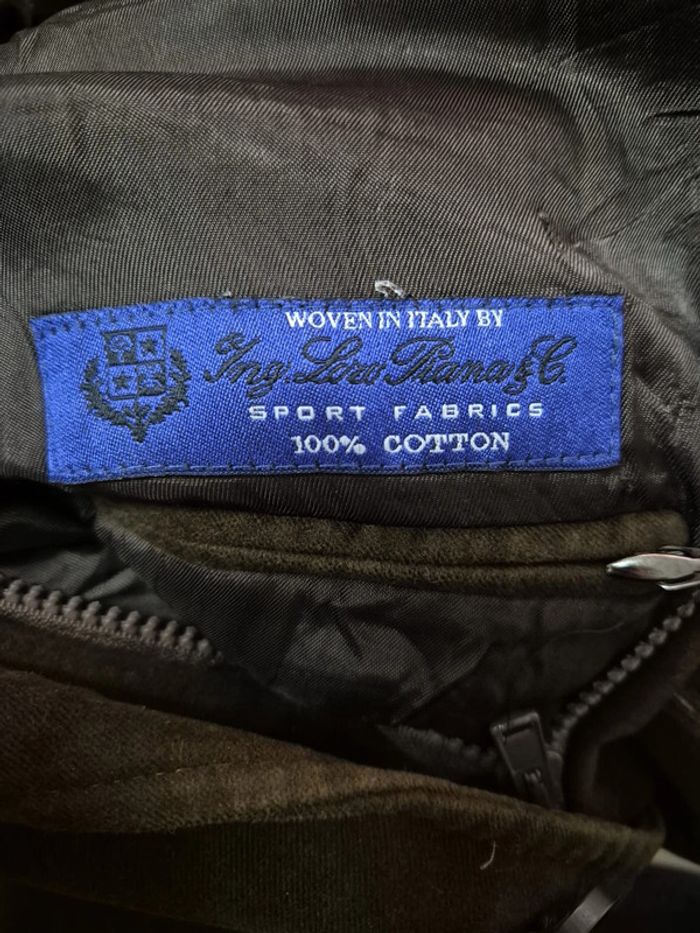 WOVEN IN ITALY BY
Ing. Loro Piana & C.
SPORT FABRICS
100% COTTON